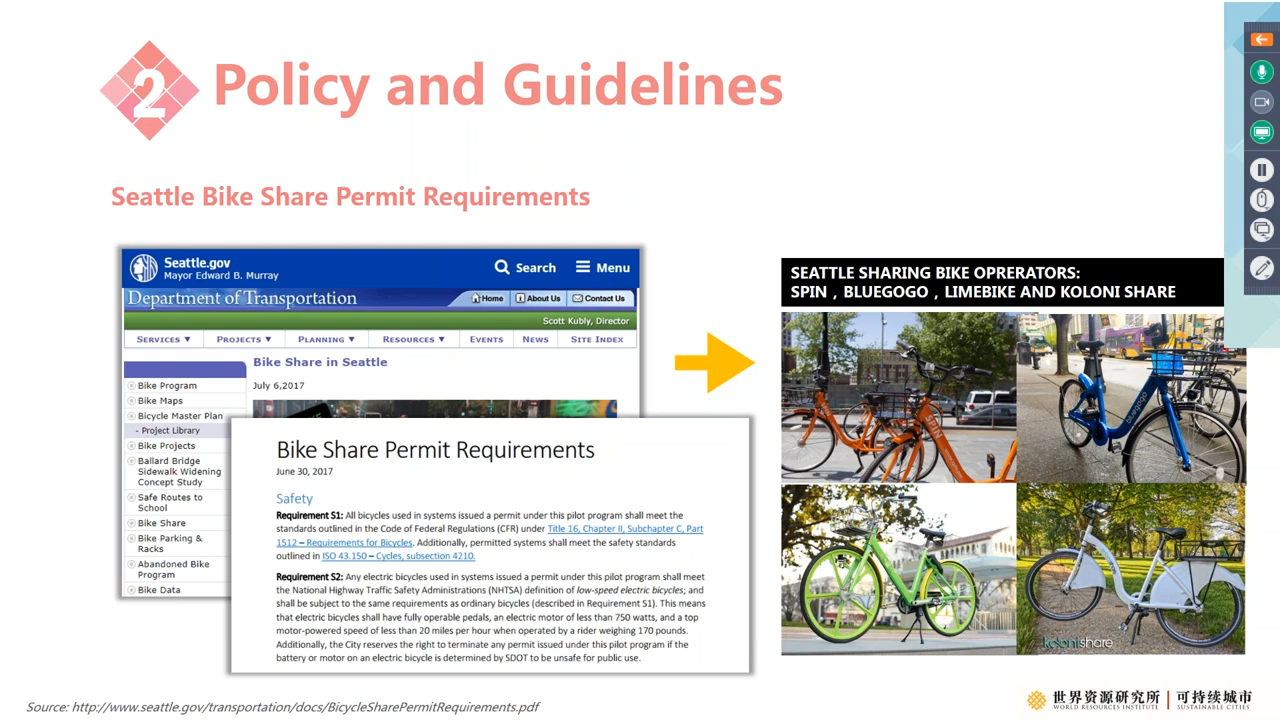 2 Policy and Guidelines
Seattle Bike Share Permit Requirements
Seattle.gov
Mayor Edward B. Murray
Search
Menu
Department of Transportation
Home
About Us
Contact Us
Scott Kubly, Director
SERVICES ▼
PROJECTS ▼
PLANNING ▼
RESOURCES ▼
EVENTS
NEWS
SITE INDEX
Bike Program
Bike Maps
Bicycle Master Plan
- Project Library
Bike Projects
Ballard Bridge
Sidewalk Widening
Concept Study
Safe Routes to
School
Bike Share
Bike Parking &
Racks
Abandoned Bike
Program
Bike Data
Bike Share in Seattle
July 6,2017
Bike Share Permit Requirements
June 30, 2017
Safety
Requirement S1: All bicycles used in systems issued a permit under this pilot program shall meet the
standards outlined in the Code of Federal Regulations (CFR) under Title 16, Chapter II, Subchapter C, Part
1512 – Requirements for Bicycles. Additionally, permitted systems shall meet the safety standards
outlined in ISO 43.150 – Cycles, subsection 4210.
Requirement S2: Any electric bicycles used in systems issued a permit under this pilot program shall meet
the National Highway Traffic Safety Administrations (NHTSA) definition of low-speed electric bicycles; and
shall be subject to the same requirements as ordinary bicycles (described in Requirement S1). This means
bicycles shall have fully operable pedals, an electric motor of less than 750 watts, and a top
motor-powered speed of less than 20 miles per hour when operated by a rider weighing 170 pounds.
Additionally, the City reserves the right to terminate any permit issued under this pilot program if the
battery or motor on an electric bicycle is determined by SDOT to be unsafe for public use.
SEATTLE SHARING BIKE OPRERATORS:
SPIN，BLUEGOGO，LIMEBIKE AND KOLONI SHARE
SPIN
bluegogo
kolonishare
Source: http://www.seattle.gov/transportation/docs/BicycleSharePermitRequirements.pdf
世界资源研究所 | 可持续城市
WORLD RESOURCES INSTITUTE | SUSTAINABLE CITIES